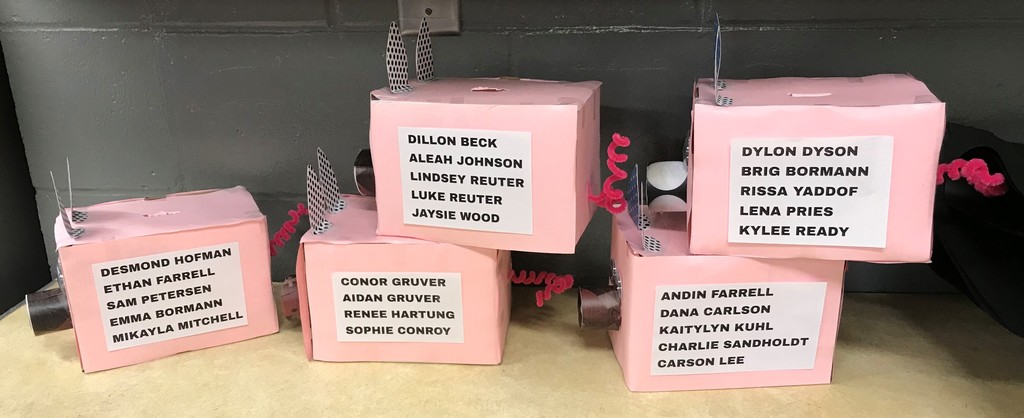 DESMOND HOFMAN
ETHAN FARRELL
SAM PETERSEN
EMMA BORMANN
MIKAYLA MITCHELL
CONOR GRUVER
AIDAN GRUVER
RENEE HARTUNG
SOPHIE CONROY
DILLON BECK
ALEAH JOHNSON
LINDSEY REUTER
LUKE REUTER
JAYSIE WOOD
ANDIN FARRELL
DANA CARLSON
KAITYLYN KUHL
CHARLIE SANDHOLDT
CARSON LEE
DYLON DYSON
BRIG BORMANN
RISSA YADDOF
LENA PRIES
KYLEE READY